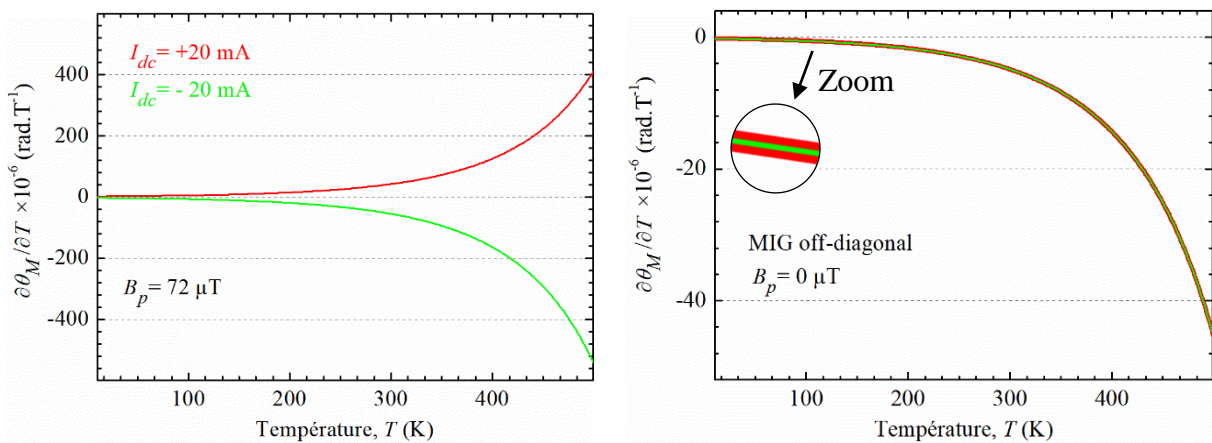 I_dc = +20 mA
I_dc = - 20 mA
B_p = 72 µT
400
200
0
-200
-400
100
200
300
400
Température, T (K)
∂θ_M/∂T ×10^-6 (rad.T^-1)
Zoom
MIG off-diagonal
B_p = 0 µT
0
-20
-40
100
200
300
400
Température, T (K)
∂θ_M/∂T ×10^-6 (rad.T^-1)